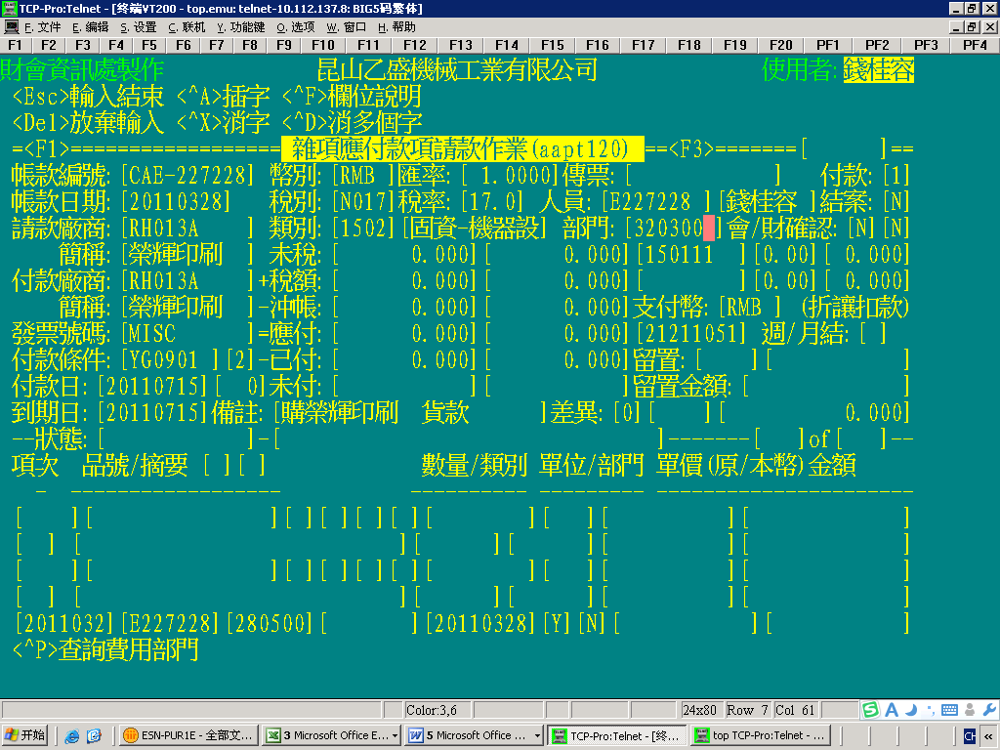 TCP-Pro:Telnet - [终端VT200 - top.emu: telnet-10.112.137.8: BIG5码繁体]
F. 文件 E. 编辑 S. 设置 C. 联机 Y. 功能键 O. 选项 W. 窗口 H. 帮助
F1 F2 F3 F4 F5 F6 F7 F8 F9 F10 F11 F12 F13 F14 F15 F16 F17 F18 F19 F20 PF1 PF2 PF3 PF4
財會資訊處製作 昆山乙盛機械工業有限公司 使用者: 錢桂容
<Esc>輸入結束 <^A>插字 <^F>欄位說明
<Del>放棄輸入 <^X>消字 <^D>消多個字
=<F1>================== 雜項應付款項請款作業(aapt120) ==<F3>=======[      ]==
帳款編號: [CAE-227228] 幣別: [RMB ]匯率: [ 1.0000]傳票: [            ] 付款: [1]
帳款日期: [20110328] 稅別: [N017]稅率: [17.0] 人員: [E227228 ][錢桂容 ]結案: [N]
請款廠商: [RH013A    ] 類別: [1502][固資-機器設] 部門: [320300 ]會/財確認: [N][N]
簡稱: [榮輝印刷  ] 未稅: [      0.000][      0.000][150111  ][0.00][ 0.000]
付款廠商: [RH013A    ]+稅額: [      0.000][      0.000][        ][0.00][ 0.000]
簡稱: [榮輝印刷  ]-沖帳: [      0.000][      0.000]支付幣: [RMB ] (折讓扣款)
發票號碼: [MISC      ]=應付: [      0.000][      0.000][21211051] 週/月結: [ ]
付款條件: [YG0901 ][2]-已付: [      0.000][      0.000]留置: [    ][           ]
付款日: [20110715][  0]未付: [           ][           ]留置金額: [             ]
到期日: [20110715]備註: [購榮輝印刷  貨款      ]差異: [0][    ][          0.000]
--狀態: [            ]-[                                ]-------[   ]of[   ]--
項次  品號/摘要 [ ][ ]             數量/類別 單位/部門 單價(原/本幣)金額
- ------------------ ---------- --------- ----------------------
[    ][               ][ ][ ][ ][ ][        ][   ][          ][             ]
[  ] [                           ][      ][       ][          ][             ]
[    ][               ][ ][ ][ ][ ][        ][   ][          ][             ]
[  ] [                           ][      ][       ][          ][             ]
[2011032][E227228][280500][       ][20110328][Y][N][           ][           ]
<^P>查詢費用部門
Color:3,6 24x80 Row 7 Col 61
开始 ESN-PUR1E - 全部文... 3 Microsoft Office E... 5 Microsoft Office ... TCP-Pro:Telnet - [终... top TCP-Pro:Telnet - ... CH